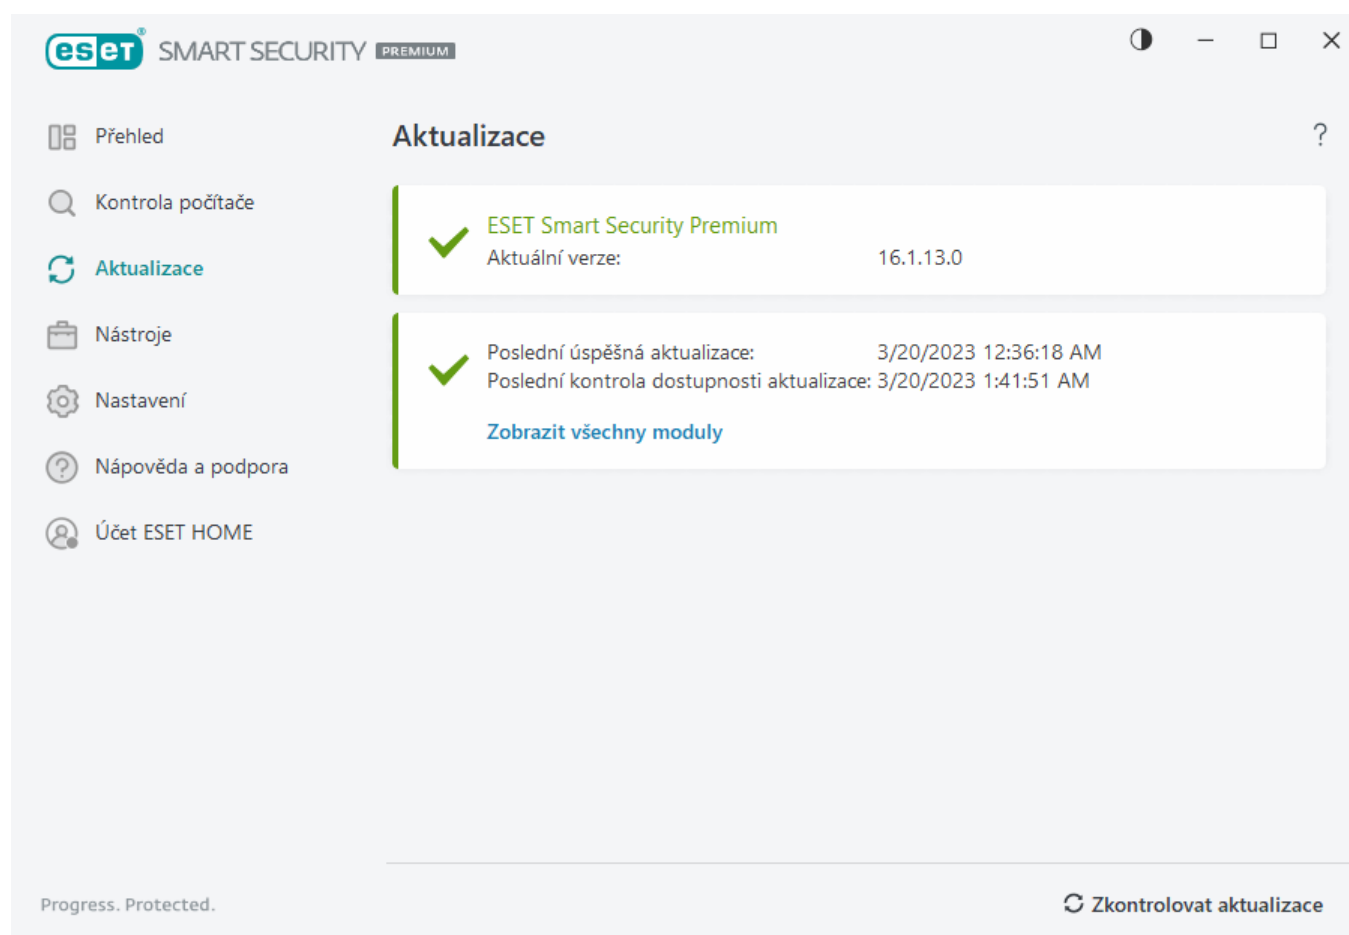 eset® SMART SECURITY PREMIUM
Přehled
Kontrola počítače
Aktualizace
Nástroje
Nastavení
Nápověda a podpora
Účet ESET HOME
Aktualizace ?
ESET Smart Security Premium
Aktuální verze: 16.1.13.0
Poslední úspěšná aktualizace: 3/20/2023 12:36:18 AM
Poslední kontrola dostupnosti aktualizace: 3/20/2023 1:41:51 AM
Zobrazit všechny moduly
Progress. Protected.
Zkontrolovat aktualizace